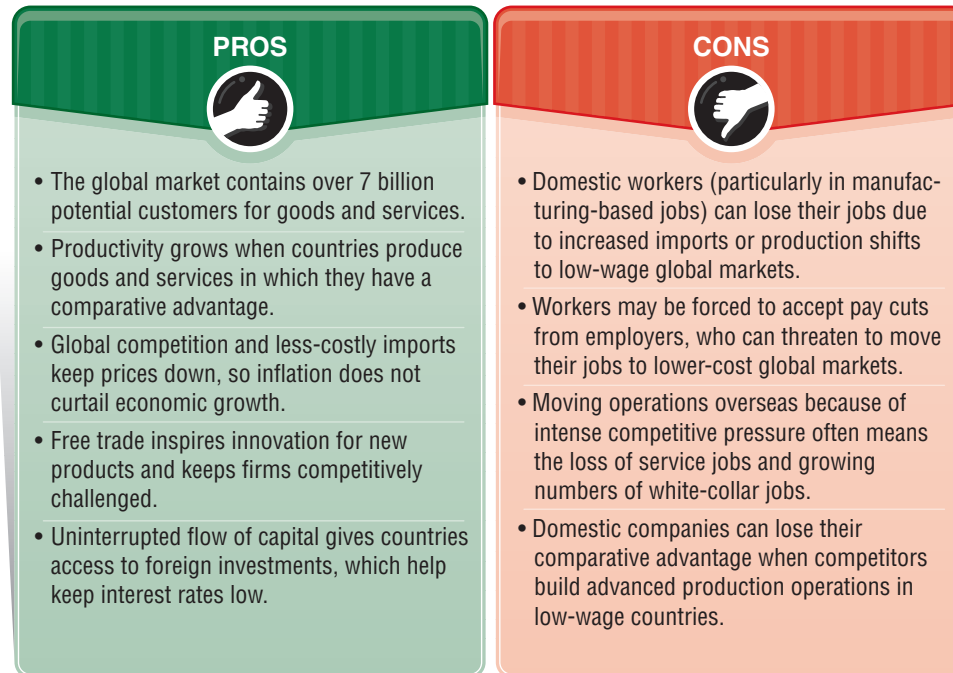 PROS
• The global market contains over 7 billion
potential customers for goods and services.
• Productivity grows when countries produce
goods and services in which they have a
comparative advantage.
• Global competition and less-costly imports
keep prices down, so inflation does not
curtail economic growth.
• Free trade inspires innovation for new
products and keeps firms competitively
challenged.
• Uninterrupted flow of capital gives countries
access to foreign investments, which help
keep interest rates low.
CONS
• Domestic workers (particularly in manufac-
turing-based jobs) can lose their jobs due
to increased imports or production shifts
to low-wage global markets.
• Workers may be forced to accept pay cuts
from employers, who can threaten to move
their jobs to lower-cost global markets.
• Moving operations overseas because of
intense competitive pressure often means
the loss of service jobs and growing
numbers of white-collar jobs.
• Domestic companies can lose their
comparative advantage when competitors
build advanced production operations in
low-wage countries.